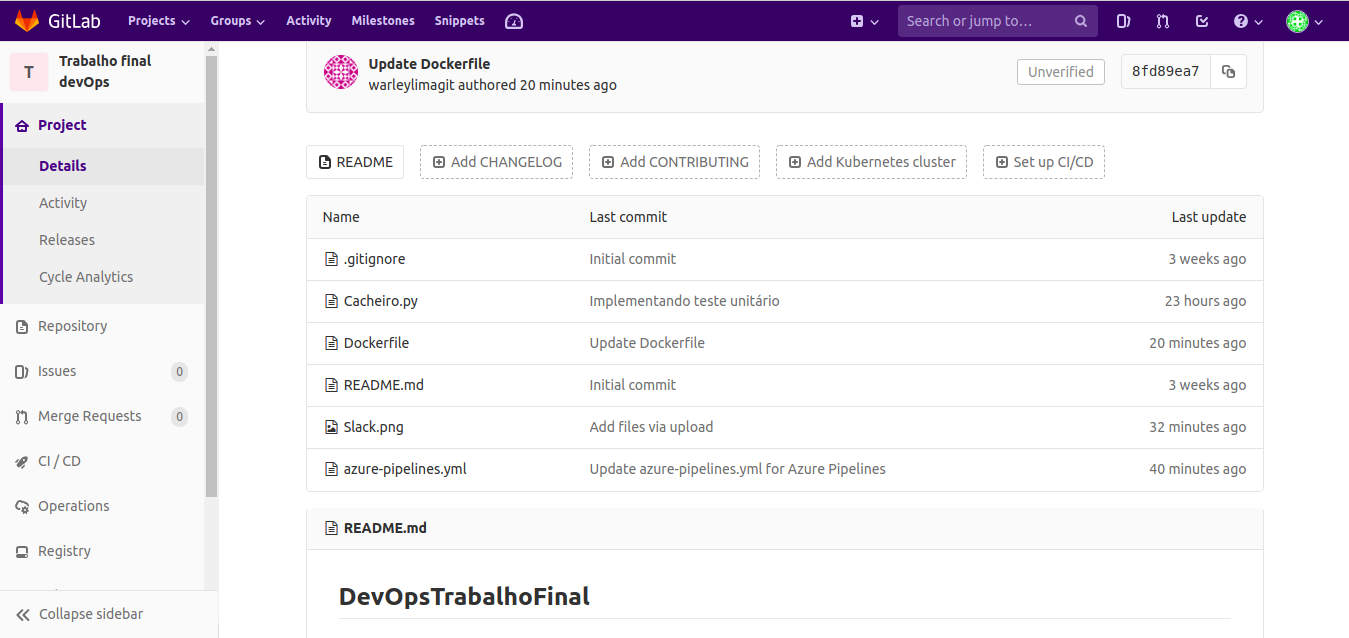 GitLab Projects Groups Activity Milestones Snippets Search or jump to…
T Trabalho final
devOps
Project
Details
Activity
Releases
Cycle Analytics
Repository
Issues 0
Merge Requests 0
CI / CD
Operations
Registry
Collapse sidebar
Update Dockerfile
warleylimagit authored 20 minutes ago
Unverified 8fd89ea7
README Add CHANGELOG Add CONTRIBUTING Add Kubernetes cluster Set up CI/CD
Name Last commit Last update
.gitignore Initial commit 3 weeks ago
Cacheiro.py Implementando teste unitário 23 hours ago
Dockerfile Update Dockerfile 20 minutes ago
README.md Initial commit 3 weeks ago
Slack.png Add files via upload 32 minutes ago
azure-pipelines.yml Update azure-pipelines.yml for Azure Pipelines 40 minutes ago
README.md
DevOpsTrabalhoFinal